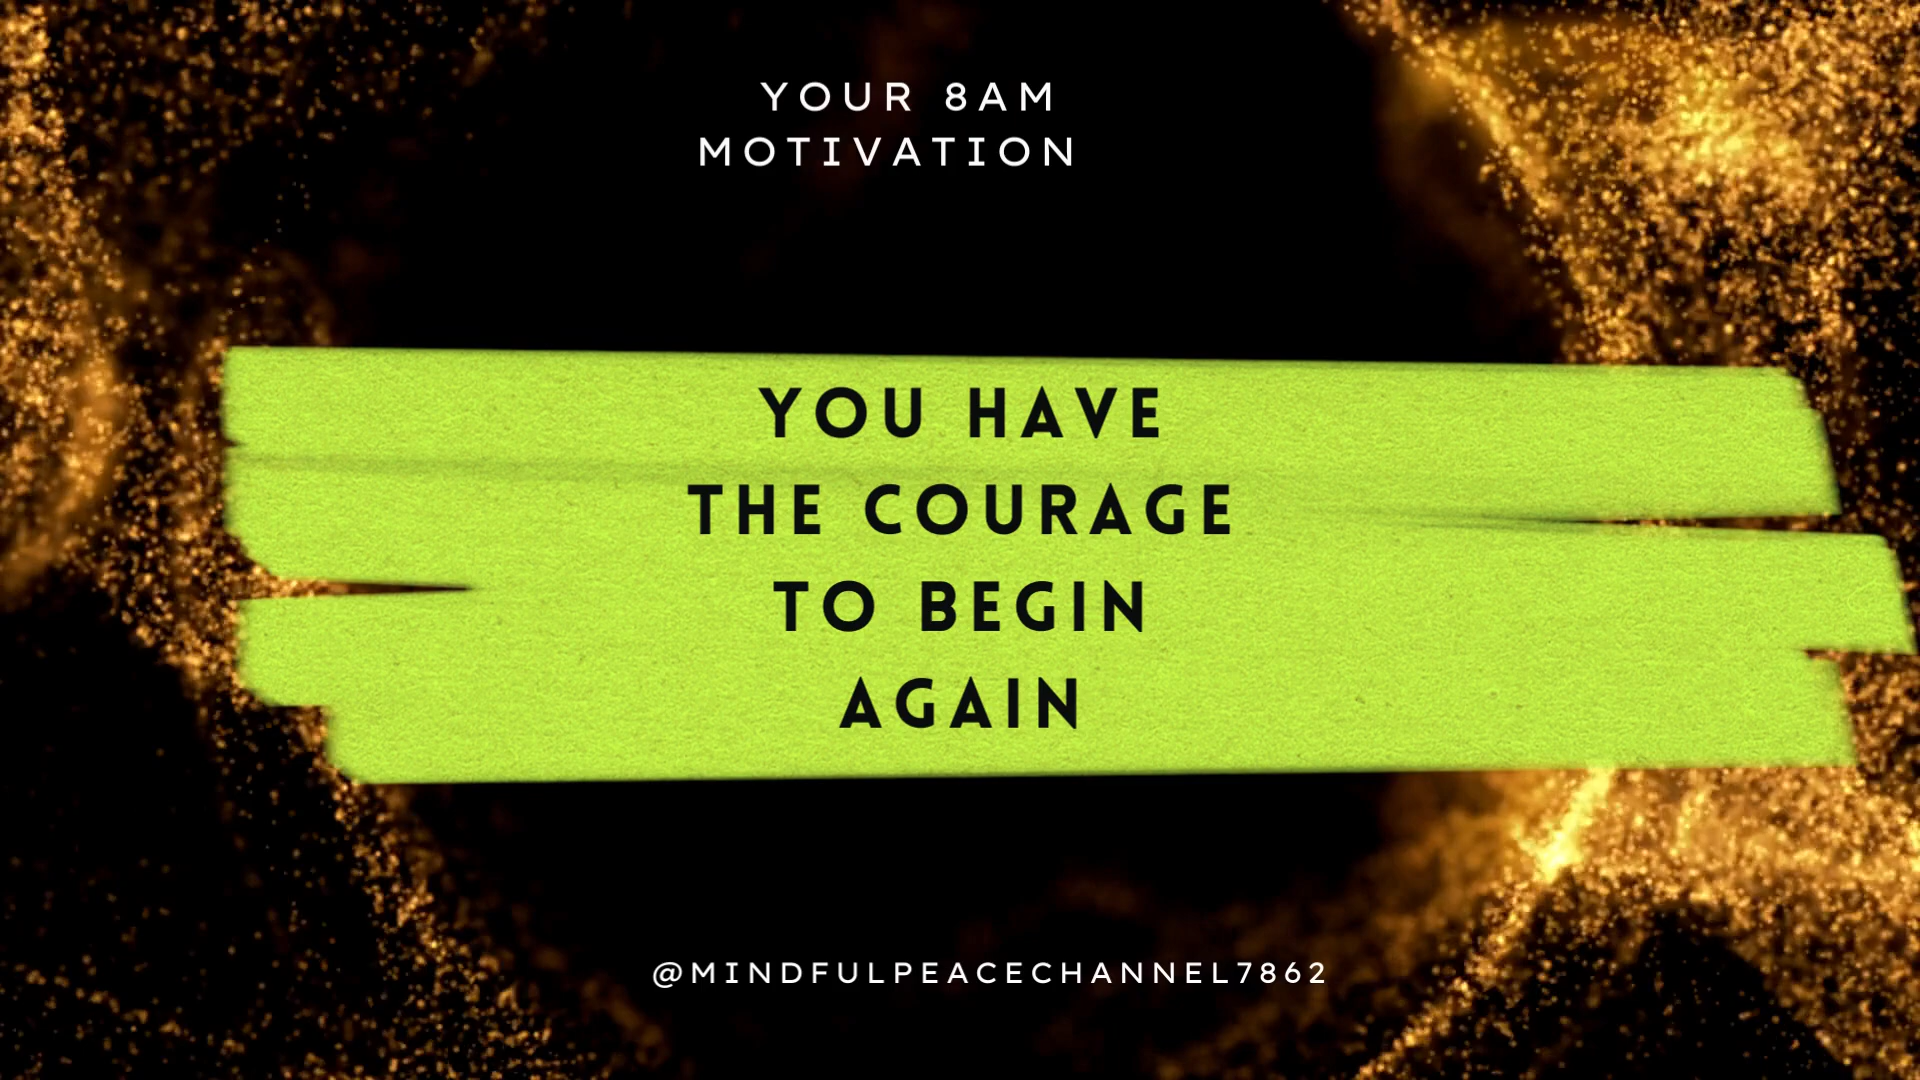 YOUR 8AM
MOTIVATION
YOU HAVE
THE COURAGE
TO BEGIN
AGAIN
@MINDFULPEACECHANNEL7862